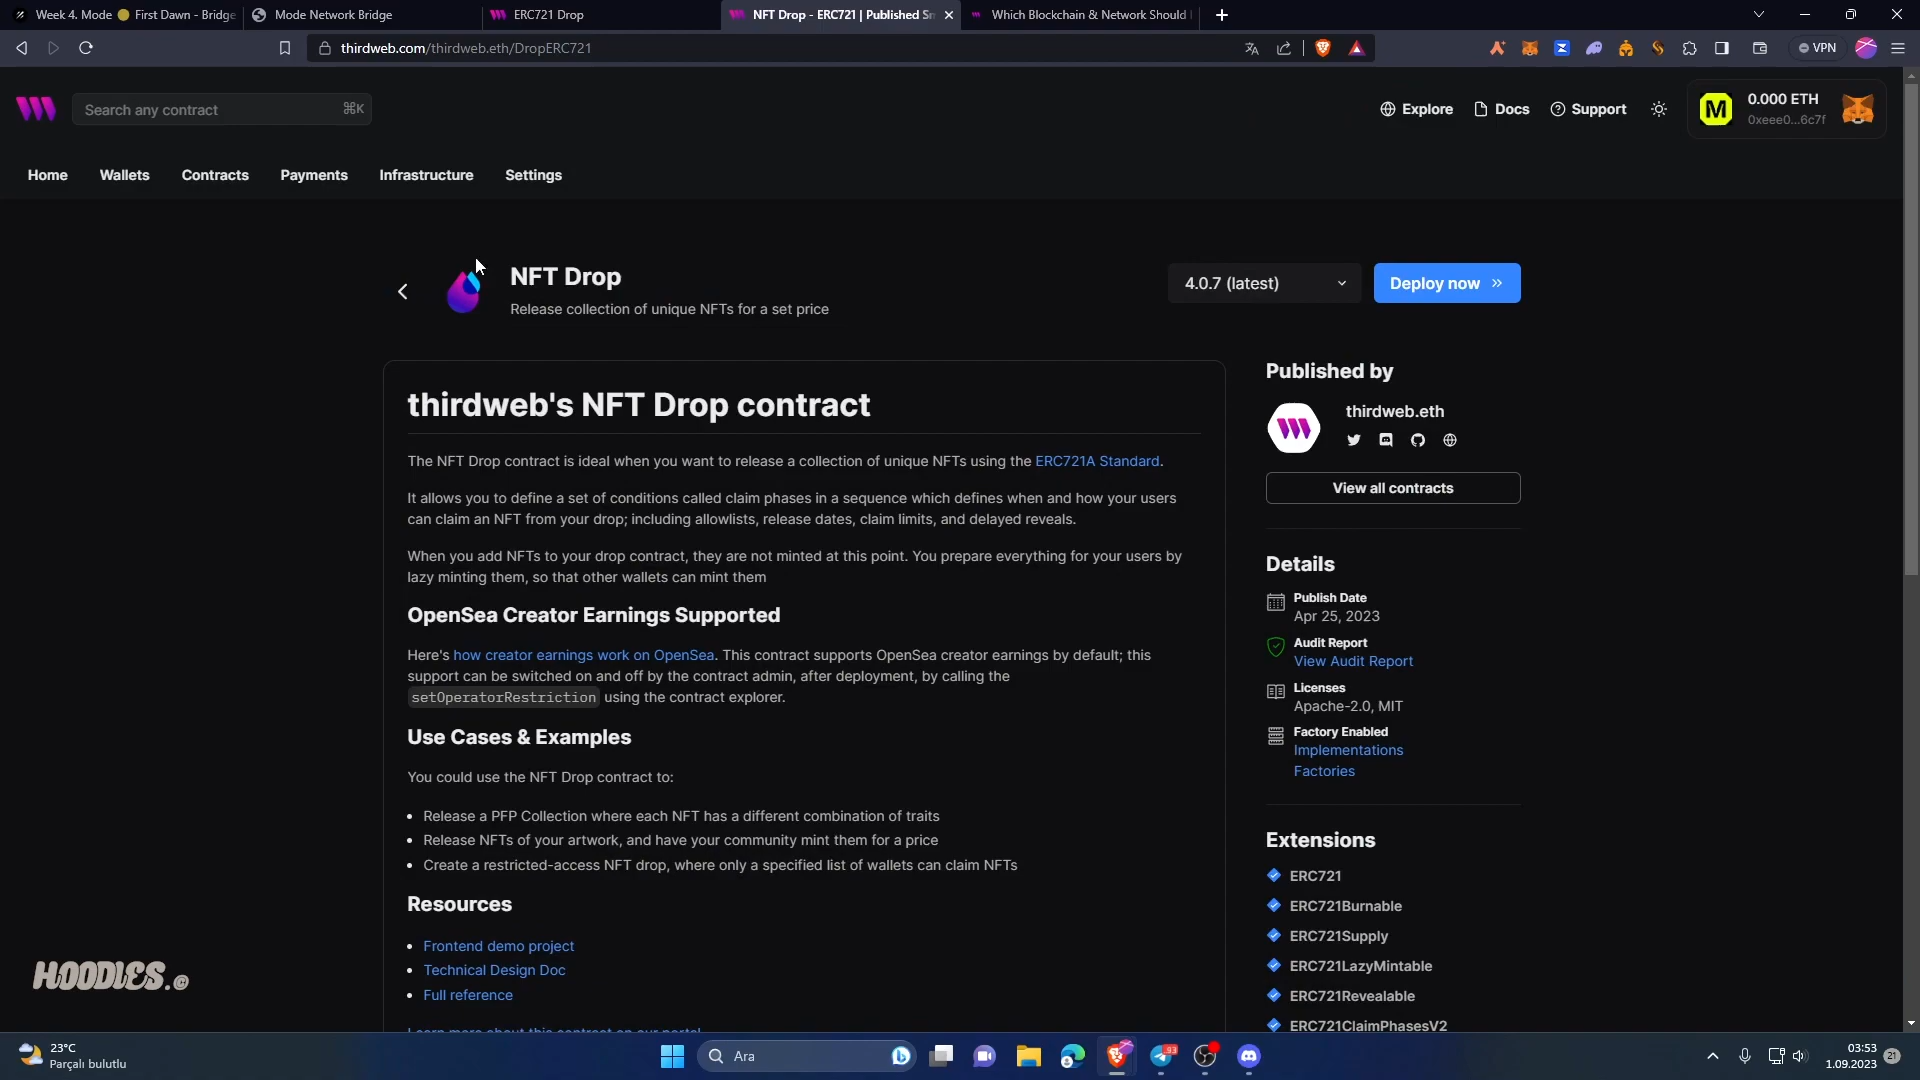 Week 4. Mode 🟡 First Dawn - Bridge
Mode Network Bridge
ERC721 Drop
NFT Drop - ERC721 | Published Sm
Which Blockchain & Network Should I
thirdweb.com/thirdweb.eth/DropERC721
VPN
Search any contract
⌘K
Explore
Docs
Support
M
0.000 ETH
0xeee0...6c7f
Home
Wallets
Contracts
Payments
Infrastructure
Settings
NFT Drop
Release collection of unique NFTs for a set price
4.0.7 (latest)
Deploy now
thirdweb's NFT Drop contract
The NFT Drop contract is ideal when you want to release a collection of unique NFTs using the ERC721A Standard.
It allows you to define a set of conditions called claim phases in a sequence which defines when and how your users
can claim an NFT from your drop; including allowlists, release dates, claim limits, and delayed reveals.
When you add NFTs to your drop contract, they are not minted at this point. You prepare everything for your users by
lazy minting them, so that other wallets can mint them
OpenSea Creator Earnings Supported
Here's how creator earnings work on OpenSea. This contract supports OpenSea creator earnings by default; this
support can be switched on and off by the contract admin, after deployment, by calling the
setOperatorRestriction using the contract explorer.
Use Cases & Examples
You could use the NFT Drop contract to:
• Release a PFP Collection where each NFT has a different combination of traits
• Release NFTs of your artwork, and have your community mint them for a price
• Create a restricted-access NFT drop, where only a specified list of wallets can claim NFTs
Resources
• Frontend demo project
• Technical Design Doc
• Full reference
Learn more about this contract on our portal
Published by
thirdweb.eth
View all contracts
Details
Publish Date
Apr 25, 2023
Audit Report
View Audit Report
Licenses
Apache-2.0, MIT
Factory Enabled
Implementations
Factories
Extensions
ERC721
ERC721Burnable
ERC721Supply
ERC721LazyMintable
ERC721Revealable
ERC721ClaimPhasesV2
HOODIES.@
23°C
Parçalı bulutlu
Ara
93
03:53
1.09.2023
21